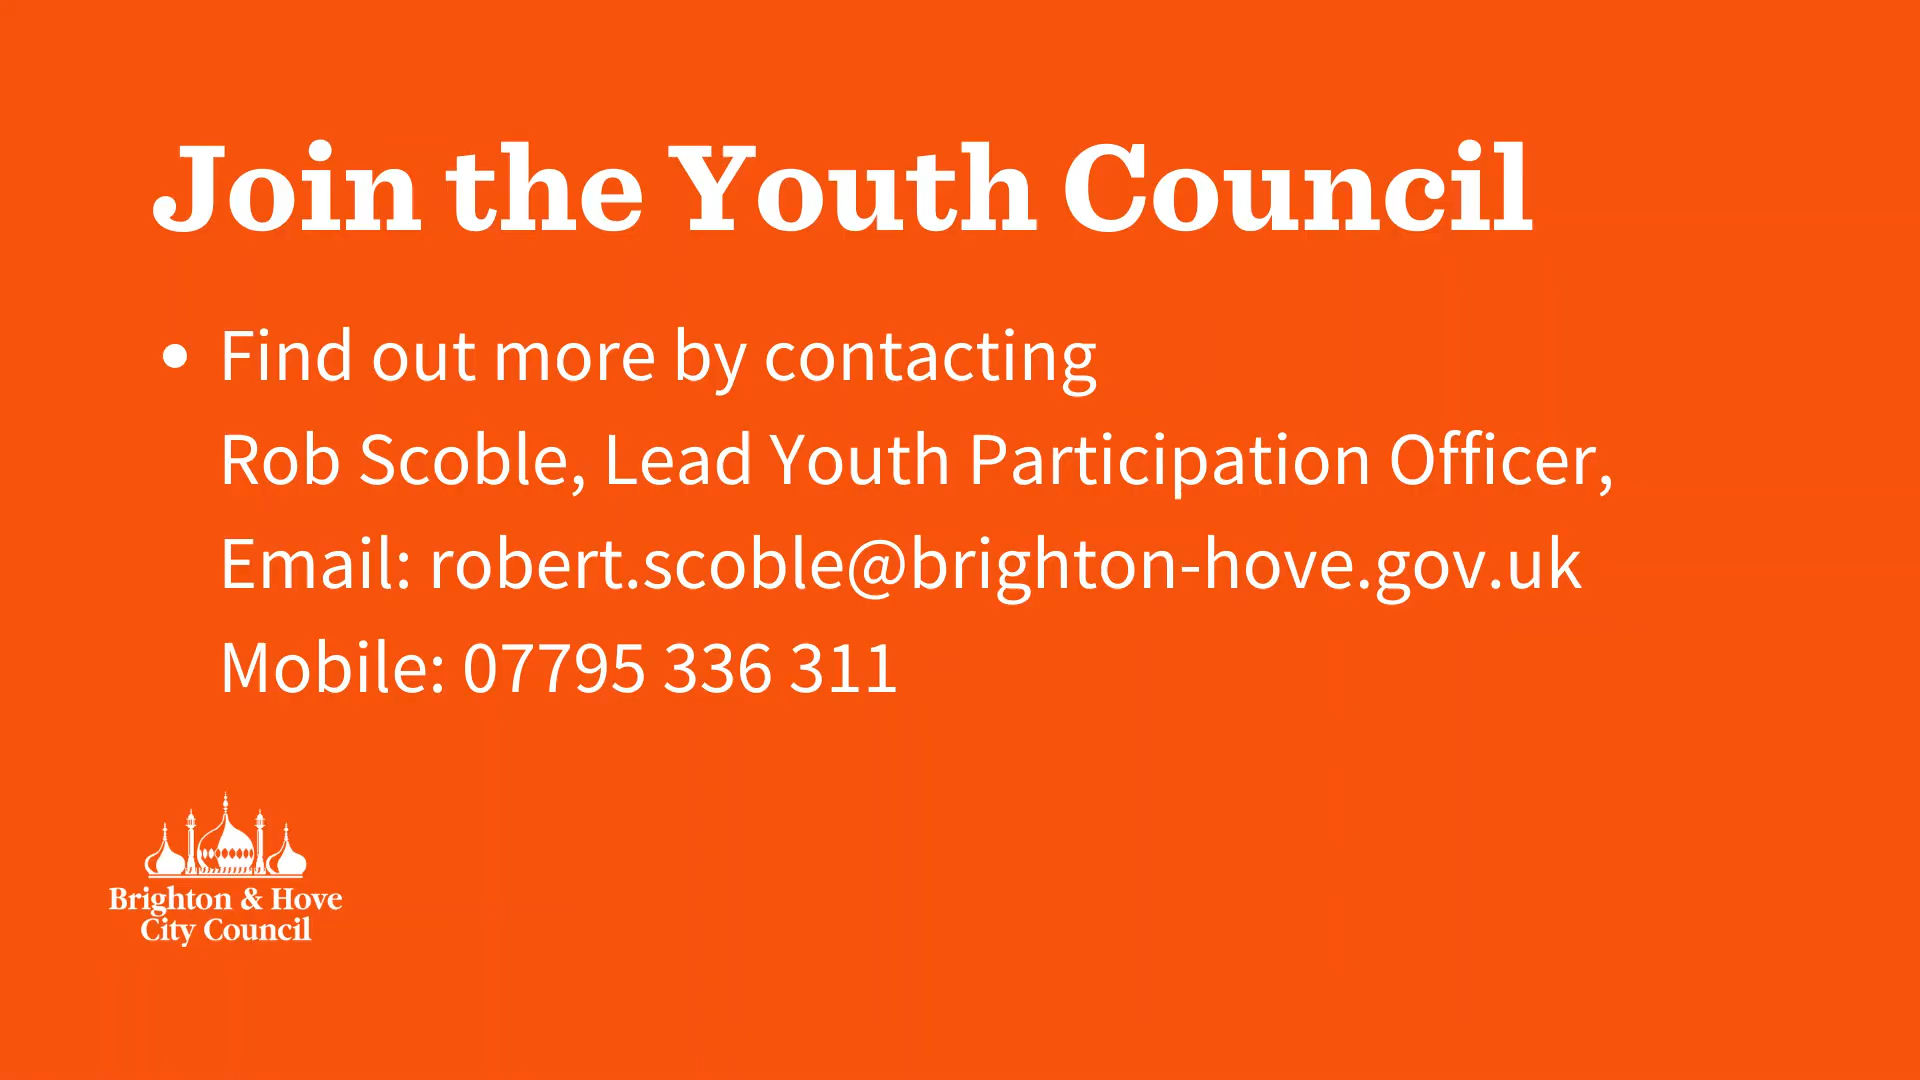 Join the Youth Council
• Find out more by contacting
Rob Scoble, Lead Youth Participation Officer,
Email: robert.scoble@brighton-hove.gov.uk
Mobile: 07795 336 311
Brighton & Hove
City Council